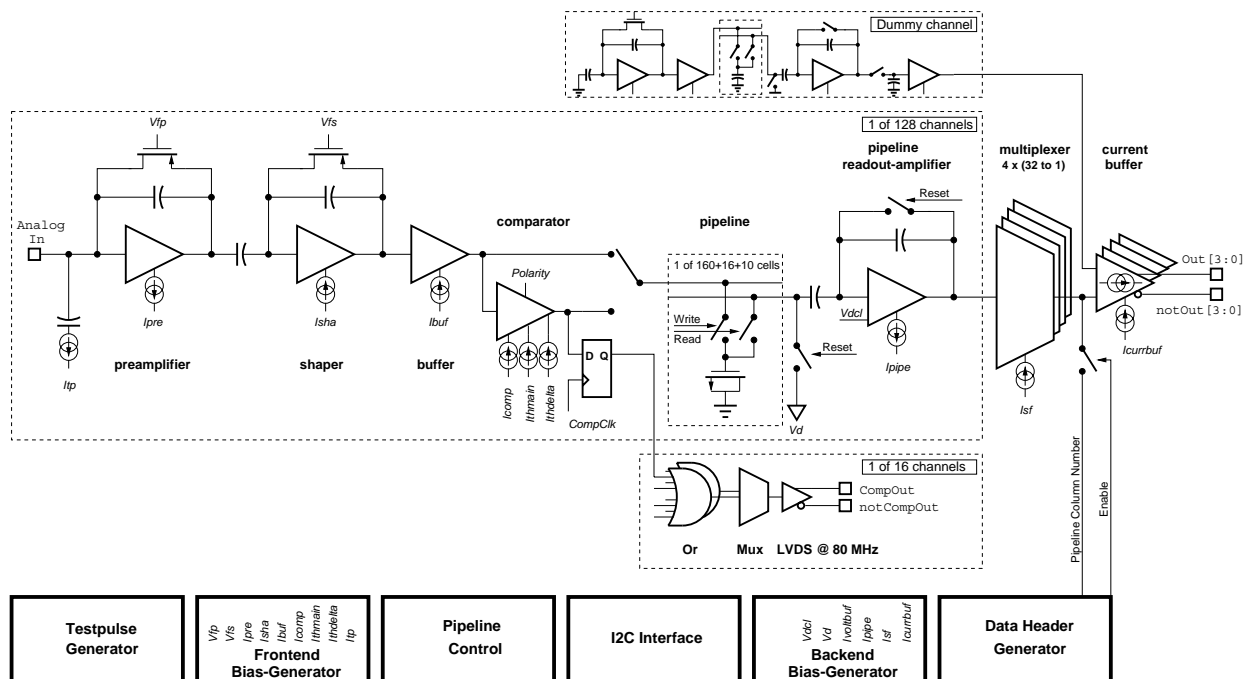 Dummy channel
1 of 128 channels
Vfp
Vfs
pipeline
readout-amplifier
multiplexer
4 x (32 to 1)
current
buffer
Reset
Analog
In
comparator
pipeline
1 of 160+16+10 cells
Out[3:0]
notOut[3:0]
Polarity
Ipre
Isha
Ibuf
Vdcl
Write
Read
Reset
Icurrbuf
preamplifier
shaper
buffer
D Q
Ipipe
Itp
Icomp
Ithmain
Ithdelta
CompClk
Vd
Isf
1 of 16 channels
CompOut
notCompOut
Or
Mux
LVDS @ 80 MHz
Pipeline Column Number
Enable
Testpulse
Generator
Vfp
Vfs
Ipre
Isha
Ibuf
Icomp
Ithmain
Ithdelta
Itp
Frontend
Bias-Generator
Pipeline
Control
I2C Interface
Vdcl
Vd
Ivoltbuf
Ipipe
Isf
Icurrbuf
Backend
Bias-Generator
Data Header
Generator